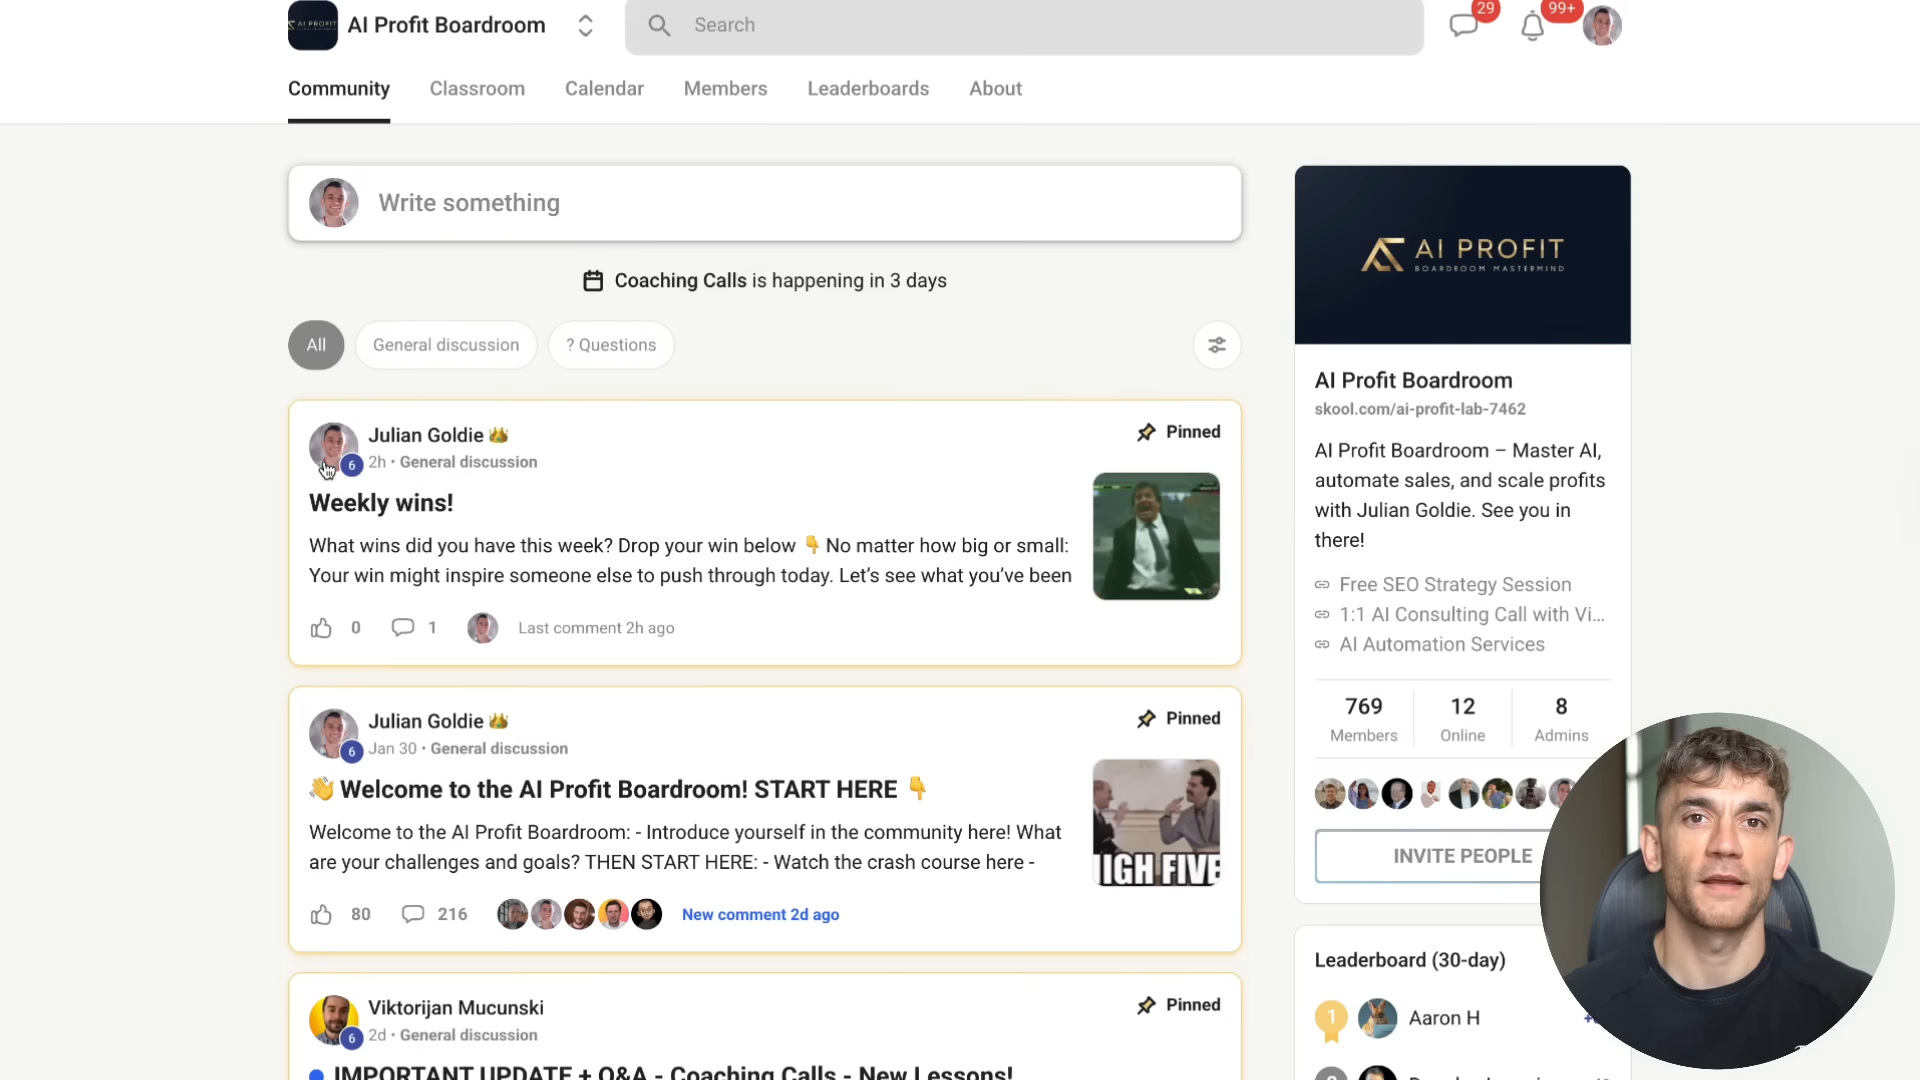 AI PROFIT
AI Profit Boardroom
Search
29
99+
Community
Classroom
Calendar
Members
Leaderboards
About
Write something
Coaching Calls is happening in 3 days
All
General discussion
? Questions
Julian Goldie
6
2h • General discussion
Pinned
Weekly wins!
What wins did you have this week? Drop your win below 👇 No matter how big or small:
Your win might inspire someone else to push through today. Let's see what you've been
0
1
Last comment 2h ago
Julian Goldie
6
Jan 30 • General discussion
Pinned
👋 Welcome to the AI Profit Boardroom! START HERE 👇
Welcome to the AI Profit Boardroom: - Introduce yourself in the community here! What
are your challenges and goals? THEN START HERE: - Watch the crash course here -
HIGH FIVE
80
216
New comment 2d ago
Viktorijan Mucunski
6
2d • General discussion
Pinned
IMPORTANT UPDATE + Q&A - Coaching Calls - New Lessons!
AI PROFIT
BOARDROOM MASTERMIND
AI Profit Boardroom
skool.com/ai-profit-lab-7462
AI Profit Boardroom – Master AI,
automate sales, and scale profits
with Julian Goldie. See you in
there!
Free SEO Strategy Session
1:1 AI Consulting Call with Vi...
AI Automation Services
769
Members
12
Online
8
Admins
INVITE PEOPLE
Leaderboard (30-day)
1
Aaron H